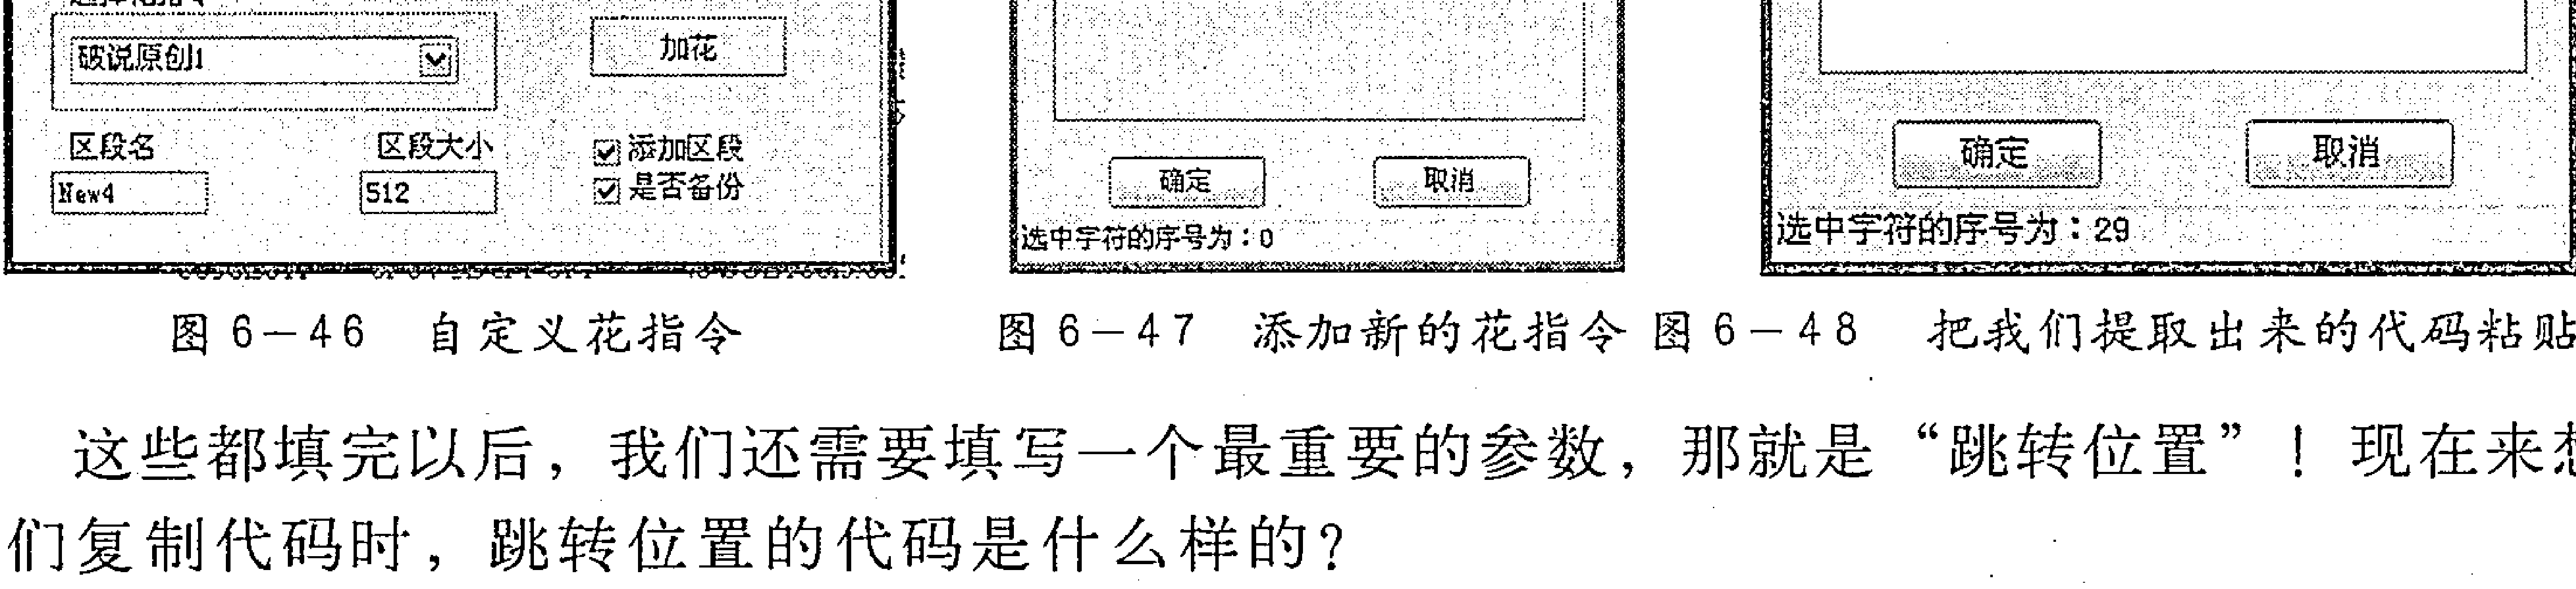 破说原创1
加花
区段名
区段大小
添加区段
New4
512
是否备份
确定
取消
选中字符的序号为：0
确定
取消
选中字符的序号为：29
图 6－46 自定义花指令
图 6－47 添加新的花指令
图 6－48 把我们提取出来的代码粘贴
这些都填完以后，我们还需要填写一个最重要的参数，那就是“跳转位置”！现在来
们复制代码时，跳转位置的代码是什么样的？